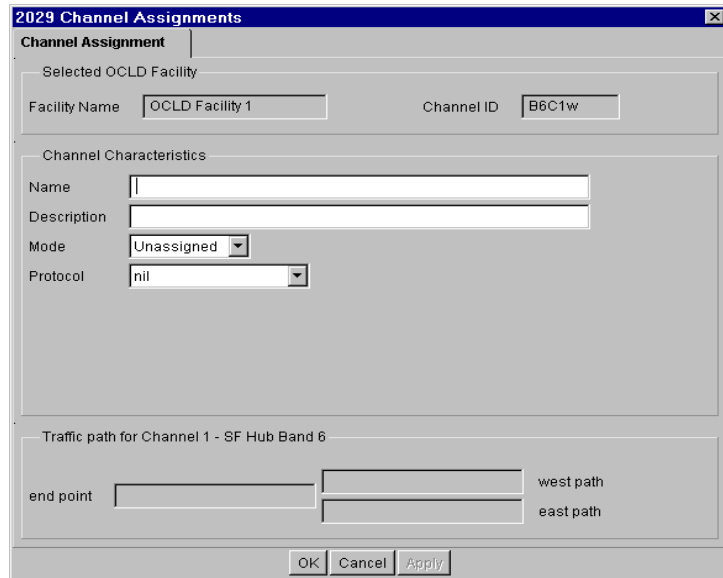 2029 Channel Assignments
Channel Assignment
Selected OCLD Facility
Facility Name OCLD Facility 1 Channel ID B6C1w
Channel Characteristics
Name
Description
Mode Unassigned
Protocol nil
Traffic path for Channel 1 - SF Hub Band 6
west path
end point
east path
OK Cancel Apply